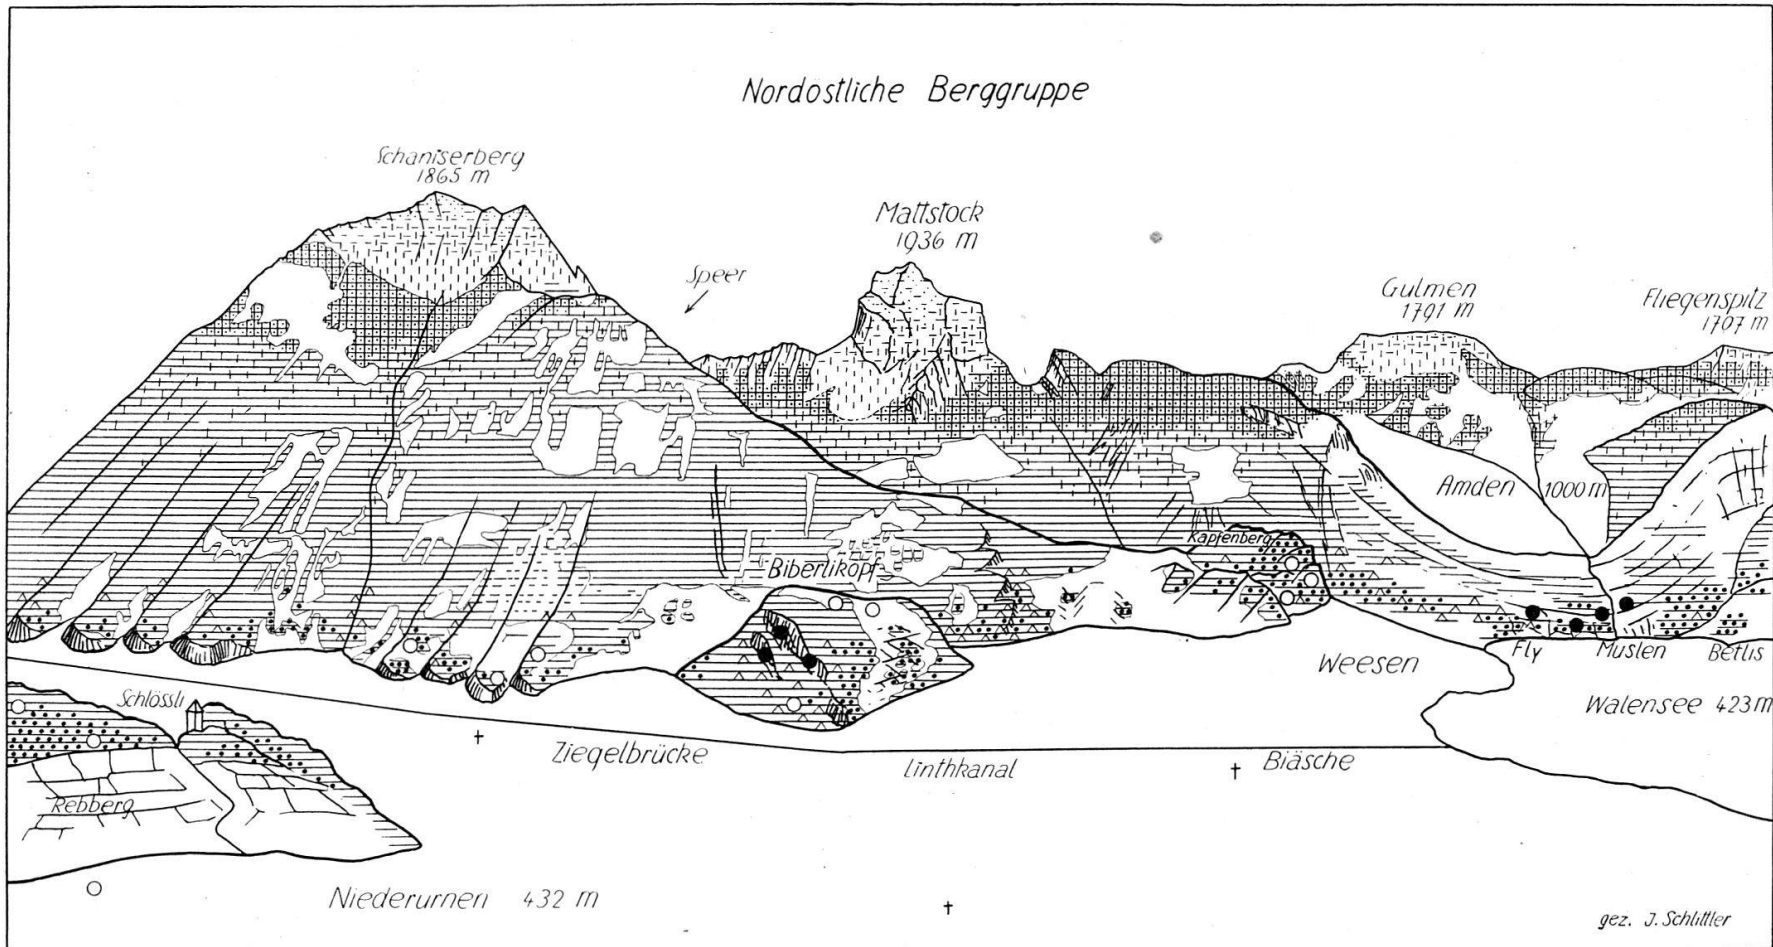 Nordöstliche Berggruppe
Schäniserberg
1865 m
Mattstock
1936 m
Speer
Gulmen
1791 m
Fliegenspitz
1707 m
Amden 1000 m
Kapfenberg
Biberlikopf
Weesen
Fly Muslen Betlis
Walensee 423 m
Schlössli
Ziegelbrücke
Linthkanal
Biäsche
Rebberg
Niederurnen 432 m
gez. J. Schlittler